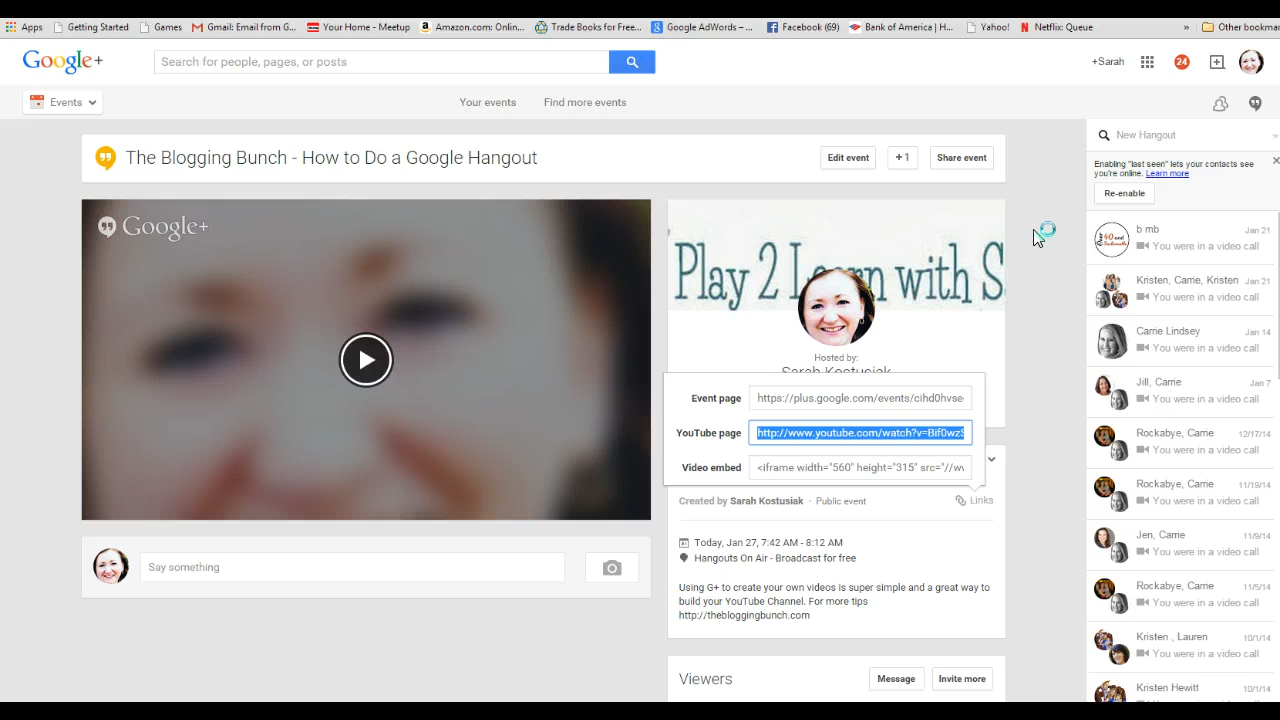 Apps Getting Started Games Gmail: Email from G... Your Home - Meetup Amazon.com: Onlin... Trade Books for Free... Google AdWords – ... Facebook (69) Bank of America | H... Yahoo! Netflix: Queue » Other bookmar
Google+
Search for people, pages, or posts
+Sarah
24
Events
Your events
Find more events
The Blogging Bunch - How to Do a Google Hangout
Edit event
+1
Share event
Google+
Play 2 Learn with S
Hosted by:
Sarah Kostusiak
Event page
https://plus.google.com/events/cihd0hvse
YouTube page
http://www.youtube.com/watch?v=Bif0wzS
Video embed
<iframe width="560" height="315" src="//wv
Created by Sarah Kostusiak · Public event
Links
Today, Jan 27, 7:42 AM - 8:12 AM
Hangouts On Air - Broadcast for free
Using G+ to create your own videos is super simple and a great way to
build your YouTube Channel. For more tips
http://thebloggingbunch.com
Say something
Viewers
Message
Invite more
New Hangout
Enabling "last seen" lets your contacts see
you're online. Learn more
Re-enable
b mb Jan 21
You were in a video call
Kristen, Carrie, Kristen Jan 21
You were in a video call
Carrie Lindsey Jan 14
You were in a video call
Jill, Carrie Jan 7
You were in a video call
Rockabye, Carrie 12/17/14
You were in a video call
Rockabye, Carrie 11/19/14
You were in a video call
Jen, Carrie 11/9/14
You were in a video call
Rockabye, Carrie 11/5/14
You were in a video call
Kristen , Lauren 10/1/14
You were in a video call
Kristen Hewitt 10/1/14